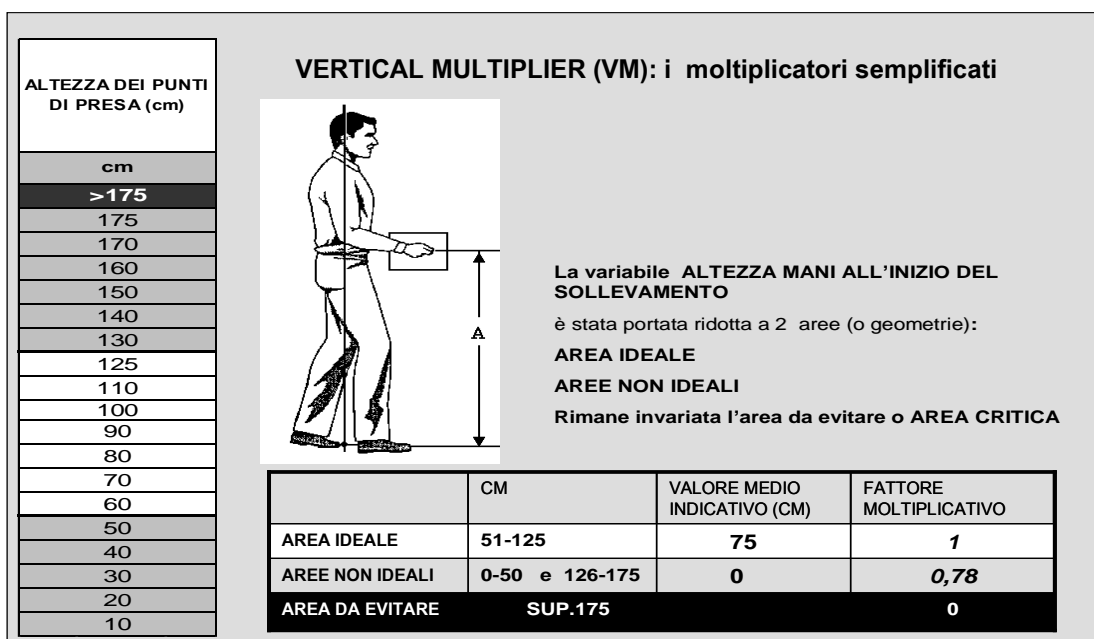 ALTEZZA DEI PUNTI
DI PRESA (cm)
cm
>175
175
170
160
150
140
130
125
110
100
90
80
70
60
50
40
30
20
10
VERTICAL MULTIPLIER (VM): i moltiplicatori semplificati
A
La variabile ALTEZZA MANI ALL'INIZIO DEL
SOLLEVAMENTO
è stata portata ridotta a 2 aree (o geometrie):
AREA IDEALE
AREE NON IDEALI
Rimane invariata l'area da evitare o AREA CRITICA
CM VALORE MEDIO INDICATIVO (CM) FATTORE MOLTIPLICATIVO
AREA IDEALE 51-125 75 1
AREE NON IDEALI 0-50 e 126-175 0 0,78
AREA DA EVITARE SUP.175 0